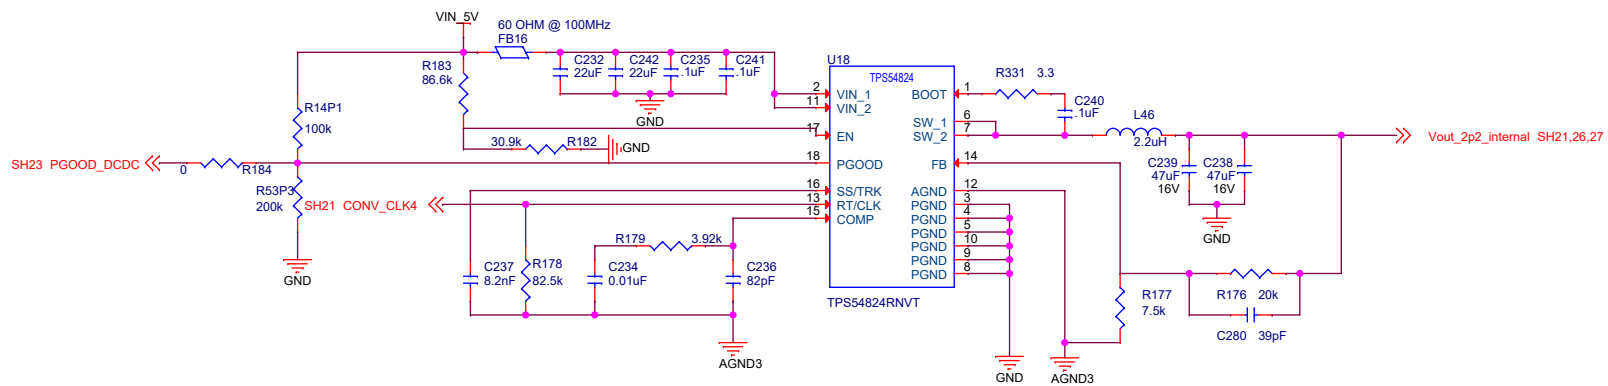 VIN_5V
60 OHM @ 100MHz
FB16
R183
86.6k
C232
22uF
C242
22uF
C235
.1uF
C241
.1uF
GND
R14P1
100k
30.9k
R182
GND
SH23 PGOOD_DCDC
0
R184
R53P3
200k
GND
SH21 CONV_CLK4
C237
8.2nF
R178
82.5k
R179
3.92k
C234
0.01uF
C236
82pF
AGND3
U18
TPS54824
2
VIN_1
11
VIN_2
17
EN
18
PGOOD
16
SS/TRK
13
RT/CLK
15
COMP
BOOT
1
SW_1
6
SW_2
7
FB
14
AGND
12
PGND
3
PGND
4
PGND
5
PGND
10
PGND
9
PGND
8
TPS54824RNVT
R331
3.3
C240
.1uF
L46
2.2uH
Vout_2p2_internal SH21,26,27
C239
47uF
16V
C238
47uF
16V
GND
R177
7.5k
R176
20k
C280
39pF
GND
AGND3